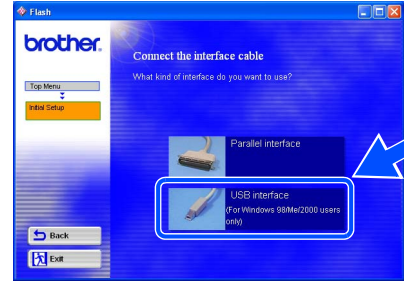 Flash
brother.
Connect the interface cable
What kind of interface do you want to use?
Top Menu
Initial Setup
Parallel interface
USB interface
(For Windows 98/Me/2000 users
only)
Back
Exit